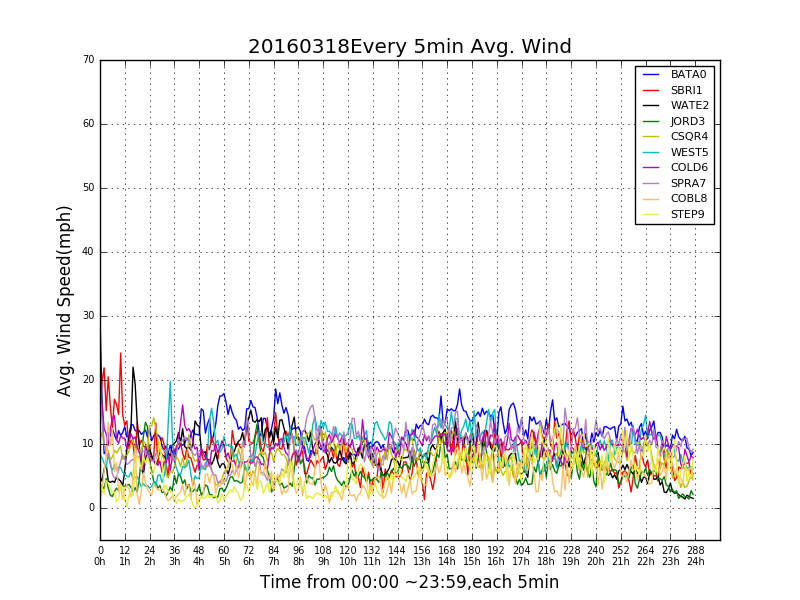 20160318Every 5min Avg. Wind
70
60
50
40
30
20
10
0
Avg. Wind Speed(mph)
BATA0
SBRI1
WATE2
JORD3
CSQR4
WEST5
COLD6
SPRA7
COBL8
STEP9
0 12 24 36 48 60 72 84 96 108 120 132 144 156 168 180 192 204 216 228 240 252 264 276 288
0h 1h 2h 3h 4h 5h 6h 7h 8h 9h 10h 11h 12h 13h 14h 15h 16h 17h 18h 19h 20h 21h 22h 23h 24h
Time from 00:00 ~23:59,each 5min